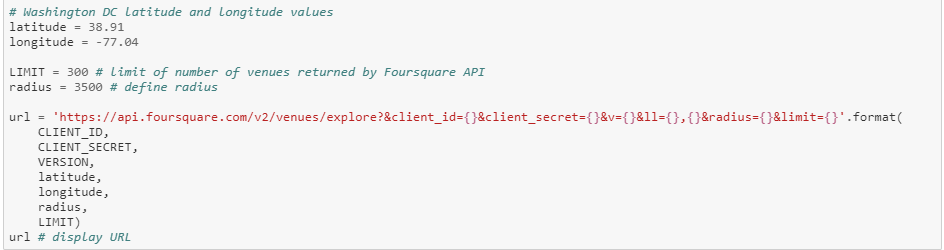 # Washington DC latitude and longitude values
latitude = 38.91
longitude = -77.04
LIMIT = 300 # limit of number of venues returned by Foursquare API
radius = 3500 # define radius
url = 'https://api.foursquare.com/v2/venues/explore?&client_id={}&client_secret={}&v={}&ll={},{}&radius={}&limit={}'.format(
    CLIENT_ID,
    CLIENT_SECRET,
    VERSION,
    latitude,
    longitude,
    radius,
    LIMIT)
url # display URL